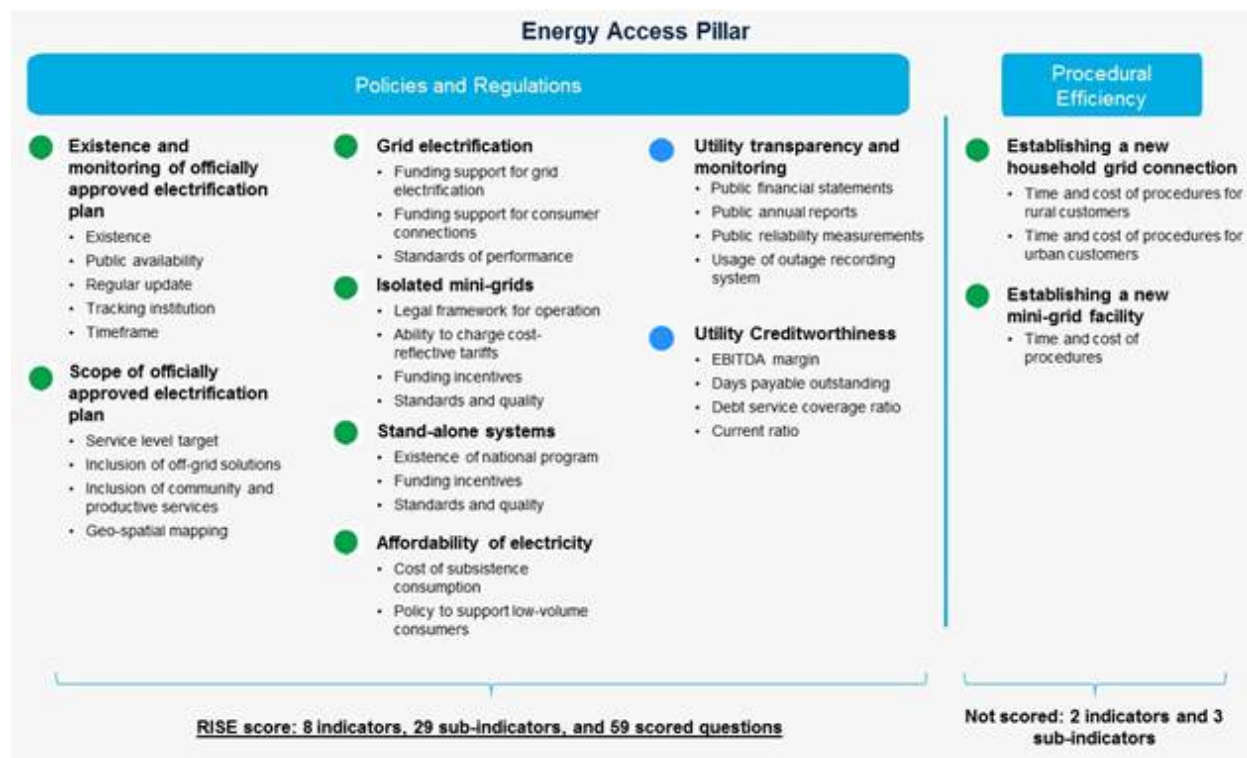 Energy Access Pillar
Policies and Regulations
Procedural
Efficiency
Existence and
monitoring of officially
approved electrification
plan
• Existence
• Public availability
• Regular update
• Tracking institution
• Timeframe
Scope of officially
approved electrification
plan
• Service level target
• Inclusion of off-grid solutions
• Inclusion of community and
productive services
• Geo-spatial mapping
Grid electrification
• Funding support for grid
electrification
• Funding support for consumer
connections
• Standards of performance
Isolated mini-grids
• Legal framework for operation
• Ability to charge cost-
reflective tariffs
• Funding incentives
• Standards and quality
Stand-alone systems
• Existence of national program
• Funding incentives
• Standards and quality
Affordability of electricity
• Cost of subsistence
consumption
• Policy to support low-volume
consumers
Utility transparency and
monitoring
• Public financial statements
• Public annual reports
• Public reliability measurements
• Usage of outage recording
system
Utility Creditworthiness
• EBITDA margin
• Days payable outstanding
• Debt service coverage ratio
• Current ratio
Establishing a new
household grid connection
• Time and cost of procedures for
rural customers
• Time and cost of procedures for
urban customers
Establishing a new
mini-grid facility
• Time and cost of
procedures
RISE score: 8 indicators, 29 sub-indicators, and 59 scored questions
Not scored: 2 indicators and 3
sub-indicators